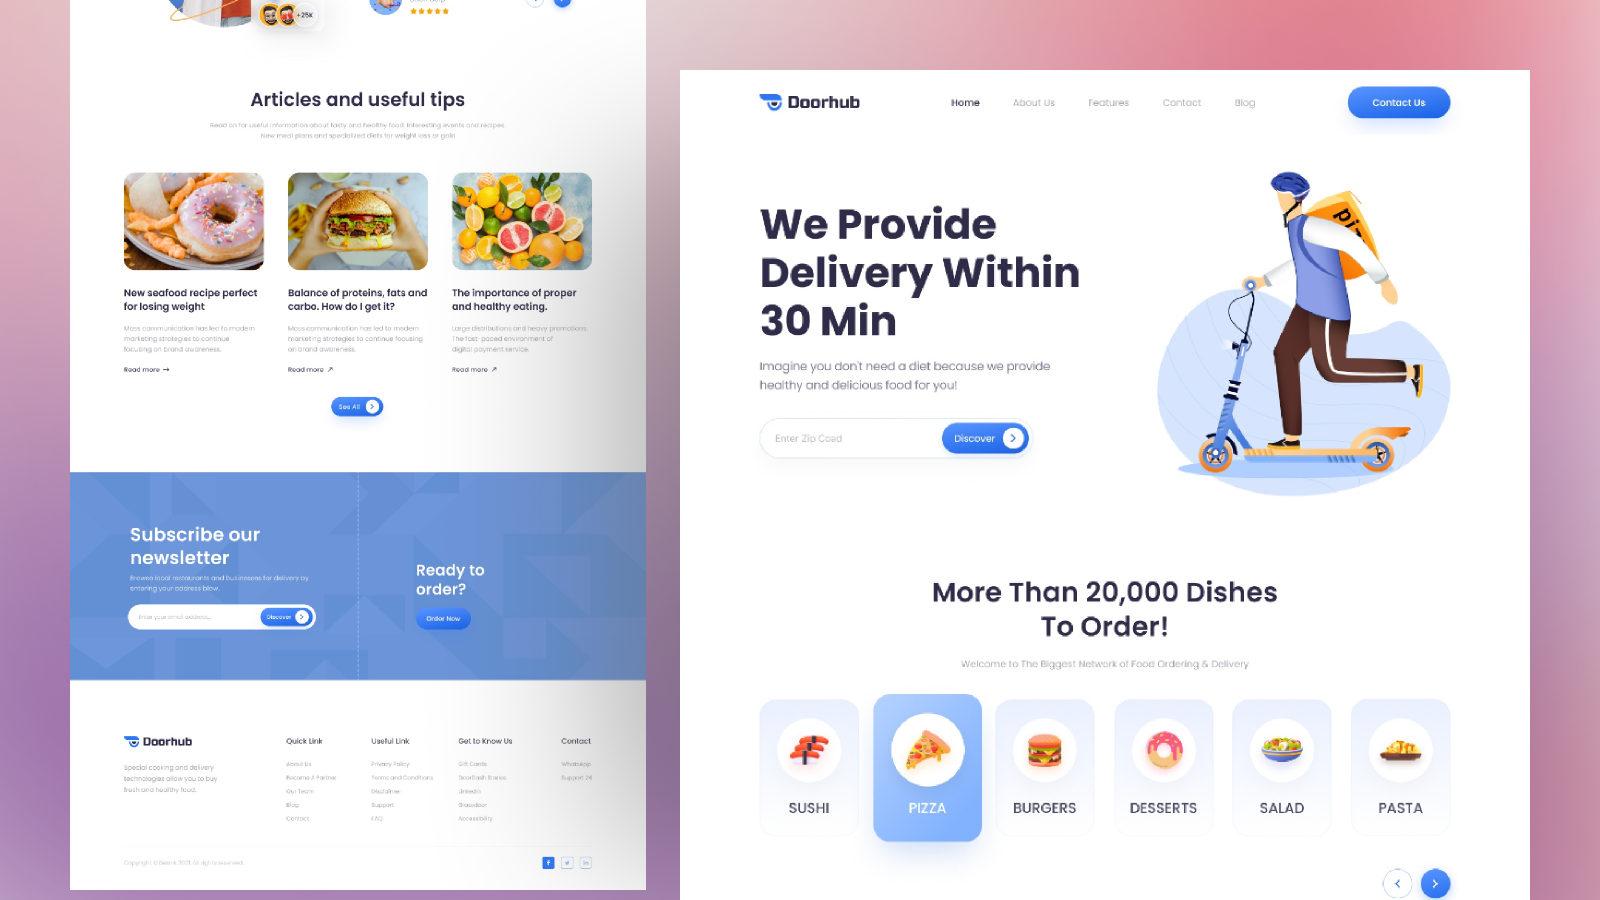 +25K
Articles and useful tips
Read on for useful information about tasty and healthy food. Interesting events and recipes.
New meal plans and specialized diets for weight loss or gain
New seafood recipe perfect
for losing weight
Mass communication has led to modern
marketing strategies to continue
focusing on brand awareness.
Read more
Balance of proteins, fats and
carbo. How do I get it?
Mass communication has led to modern
marketing strategies to continue focusing
on brand awareness.
Read more
The importance of proper
and healthy eating.
Large distributions and heavy promotions.
The fast-paced environment of
digital payment service.
Read more
See All
Subscribe our
newsletter
Browse local restaurants and businesses for delivery by
entering your address blow.
Enter your email address...
Discover
Ready to
order?
Order Now
Doorhub
Special cooking and delivery
technologies allow you to buy
fresh and healthy food.
Quick Link
About Us
Become A Partner
Our Team
Blog
Contact
Useful Link
Privacy Policy
Terms and Conditions
Disclaimer
Support
FAQ
Get to Know Us
Gift Cards
DoorDash Stories
LinkedIn
Glassdoor
Accessibility
Contact
WhatsApp
Support 24
2021. All rights reserved.
Doorhub
Home
About Us
Features
Contact
Blog
Contact Us
We Provide
Delivery Within
30 Min
Imagine you don't need a diet because we provide
healthy and delicious food for you!
Enter Zip Coad
Discover
More Than 20,000 Dishes
To Order!
Welcome to The Biggest Network of Food Ordering & Delivery
SUSHI
PIZZA
BURGERS
DESSERTS
SALAD
PASTA